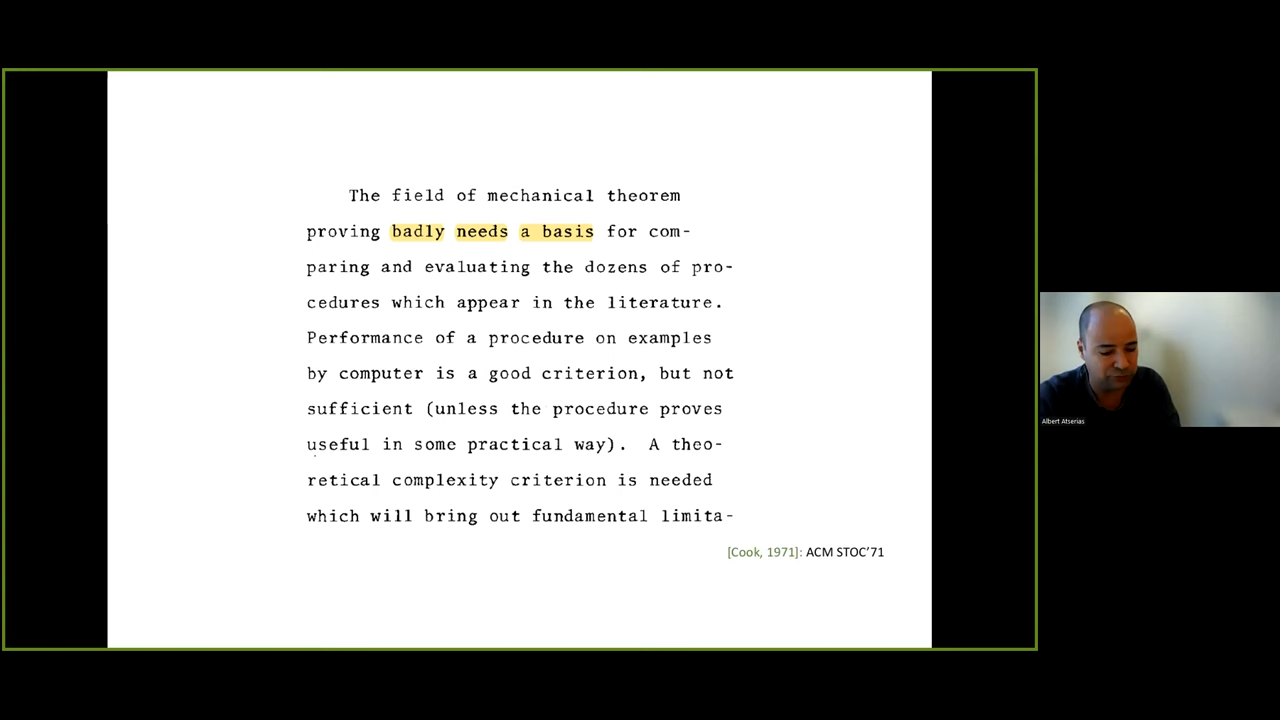 The field of mechanical theorem
proving badly needs a basis for com-
paring and evaluating the dozens of pro-
cedures which appear in the literature.
Performance of a procedure on examples
by computer is a good criterion, but not
sufficient (unless the procedure proves
useful in some practical way). A theo-
retical complexity criterion is needed
which will bring out fundamental limita-
[Cook, 1971]: ACM STOC’71
Albert Atserias